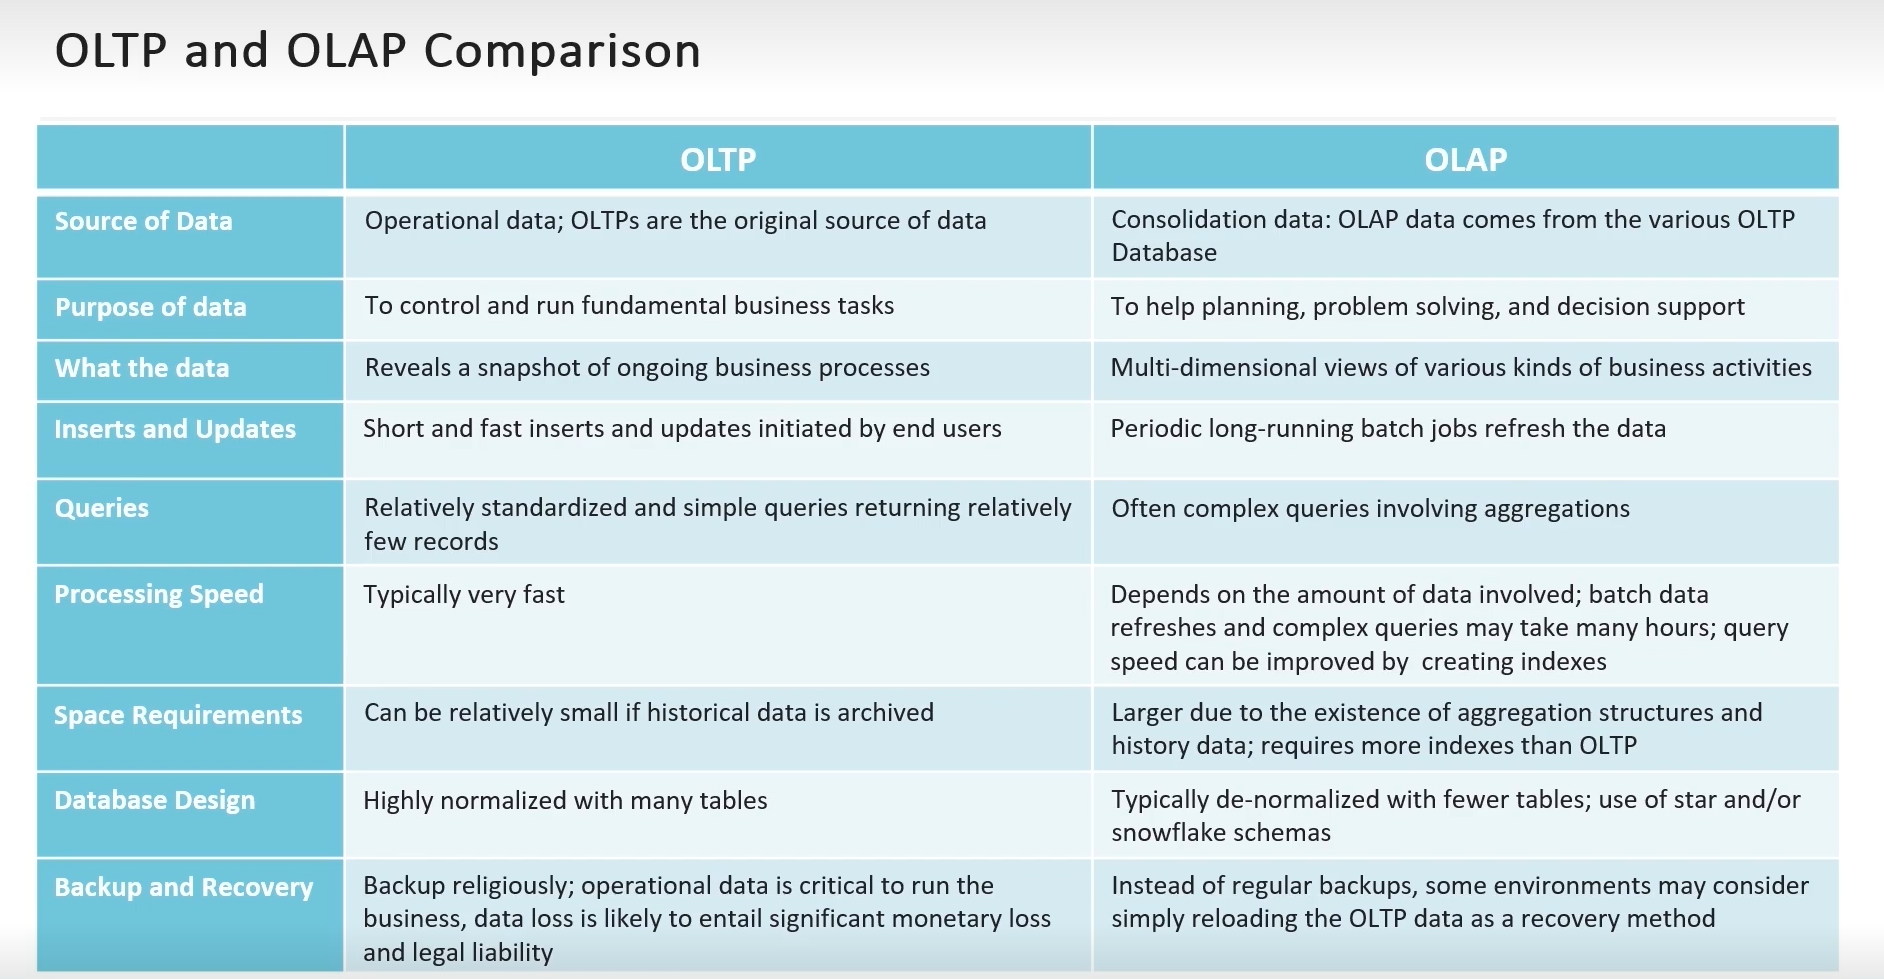 OLTP and OLAP Comparison
OLTP
OLAP
Source of Data
Operational data; OLTPs are the original source of data
Consolidation data: OLAP data comes from the various OLTP
Database
Purpose of data
To control and run fundamental business tasks
To help planning, problem solving, and decision support
What the data
Reveals a snapshot of ongoing business processes
Multi-dimensional views of various kinds of business activities
Inserts and Updates
Short and fast inserts and updates initiated by end users
Periodic long-running batch jobs refresh the data
Queries
Relatively standardized and simple queries returning relatively
few records
Often complex queries involving aggregations
Processing Speed
Typically very fast
Depends on the amount of data involved; batch data
refreshes and complex queries may take many hours; query
speed can be improved by creating indexes
Space Requirements
Can be relatively small if historical data is archived
Larger due to the existence of aggregation structures and
history data; requires more indexes than OLTP
Database Design
Highly normalized with many tables
Typically de-normalized with fewer tables; use of star and/or
snowflake schemas
Backup and Recovery
Backup religiously; operational data is critical to run the
business, data loss is likely to entail significant monetary loss
and legal liability
Instead of regular backups, some environments may consider
simply reloading the OLTP data as a recovery method